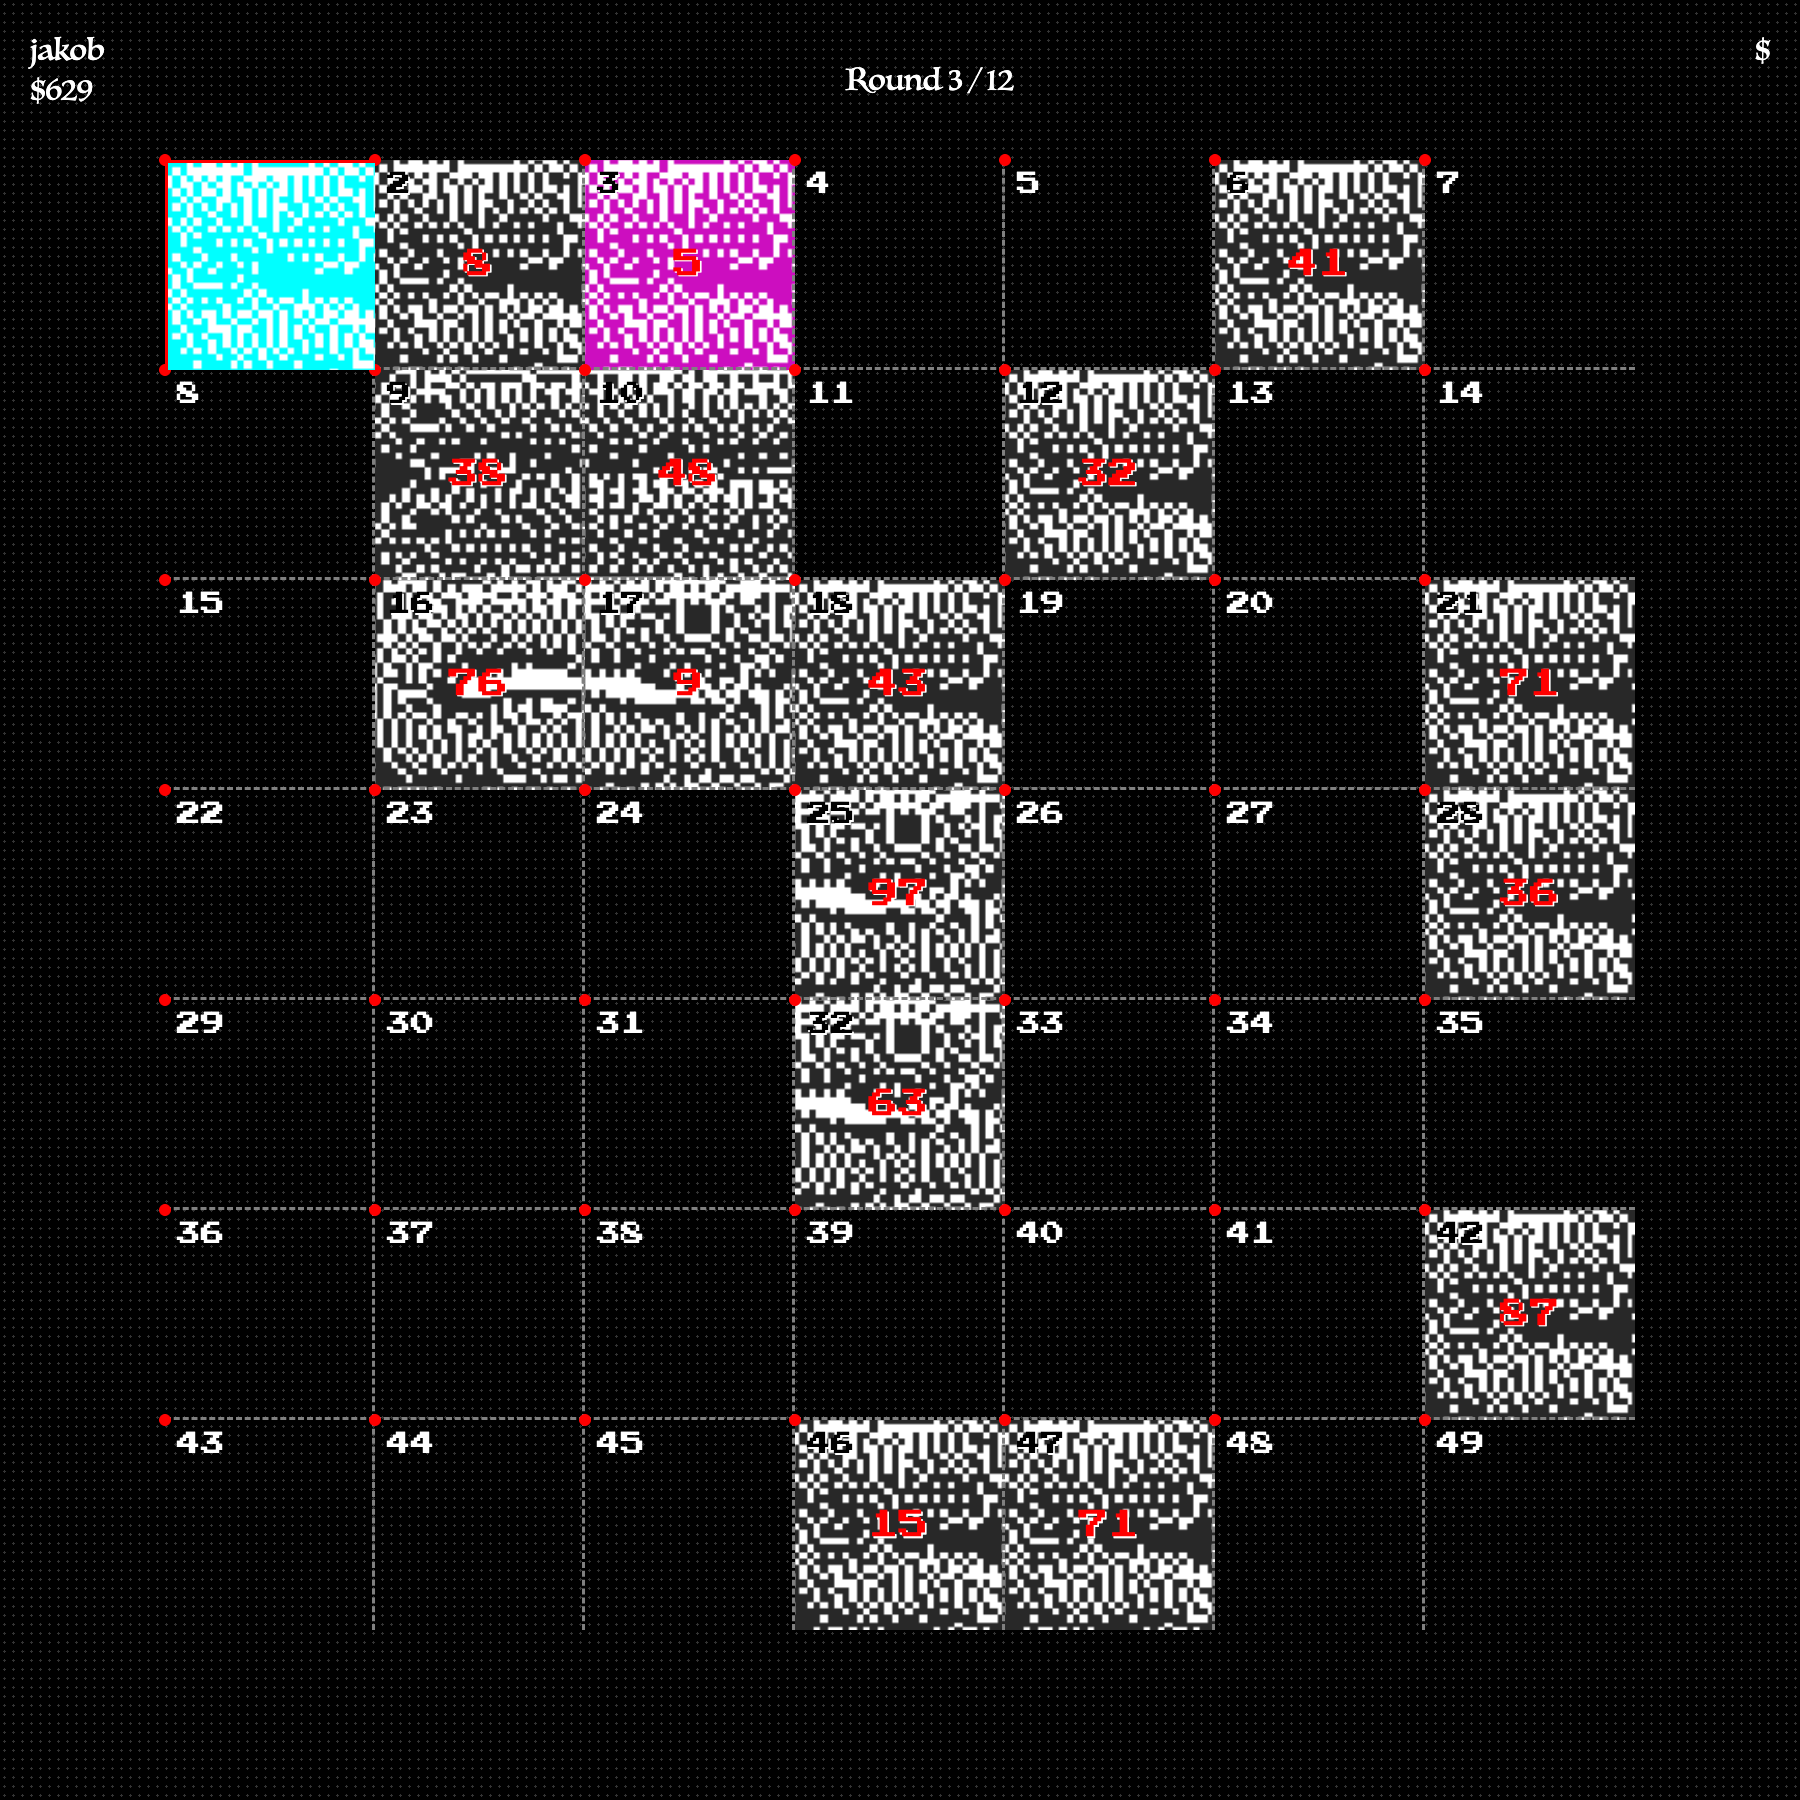 jakob $
$629
Round 3 / 12
2 3 4 5 6 7
8 5 41
8 9 10 11 12 13 14
38 48 32
15 16 17 18 19 20 21
76 9 43 71
22 23 24 25 26 27 28
97 36
29 30 31 32 33 34 35
63
36 37 38 39 40 41 42
87
43 44 45 46 47 48 49
15 71